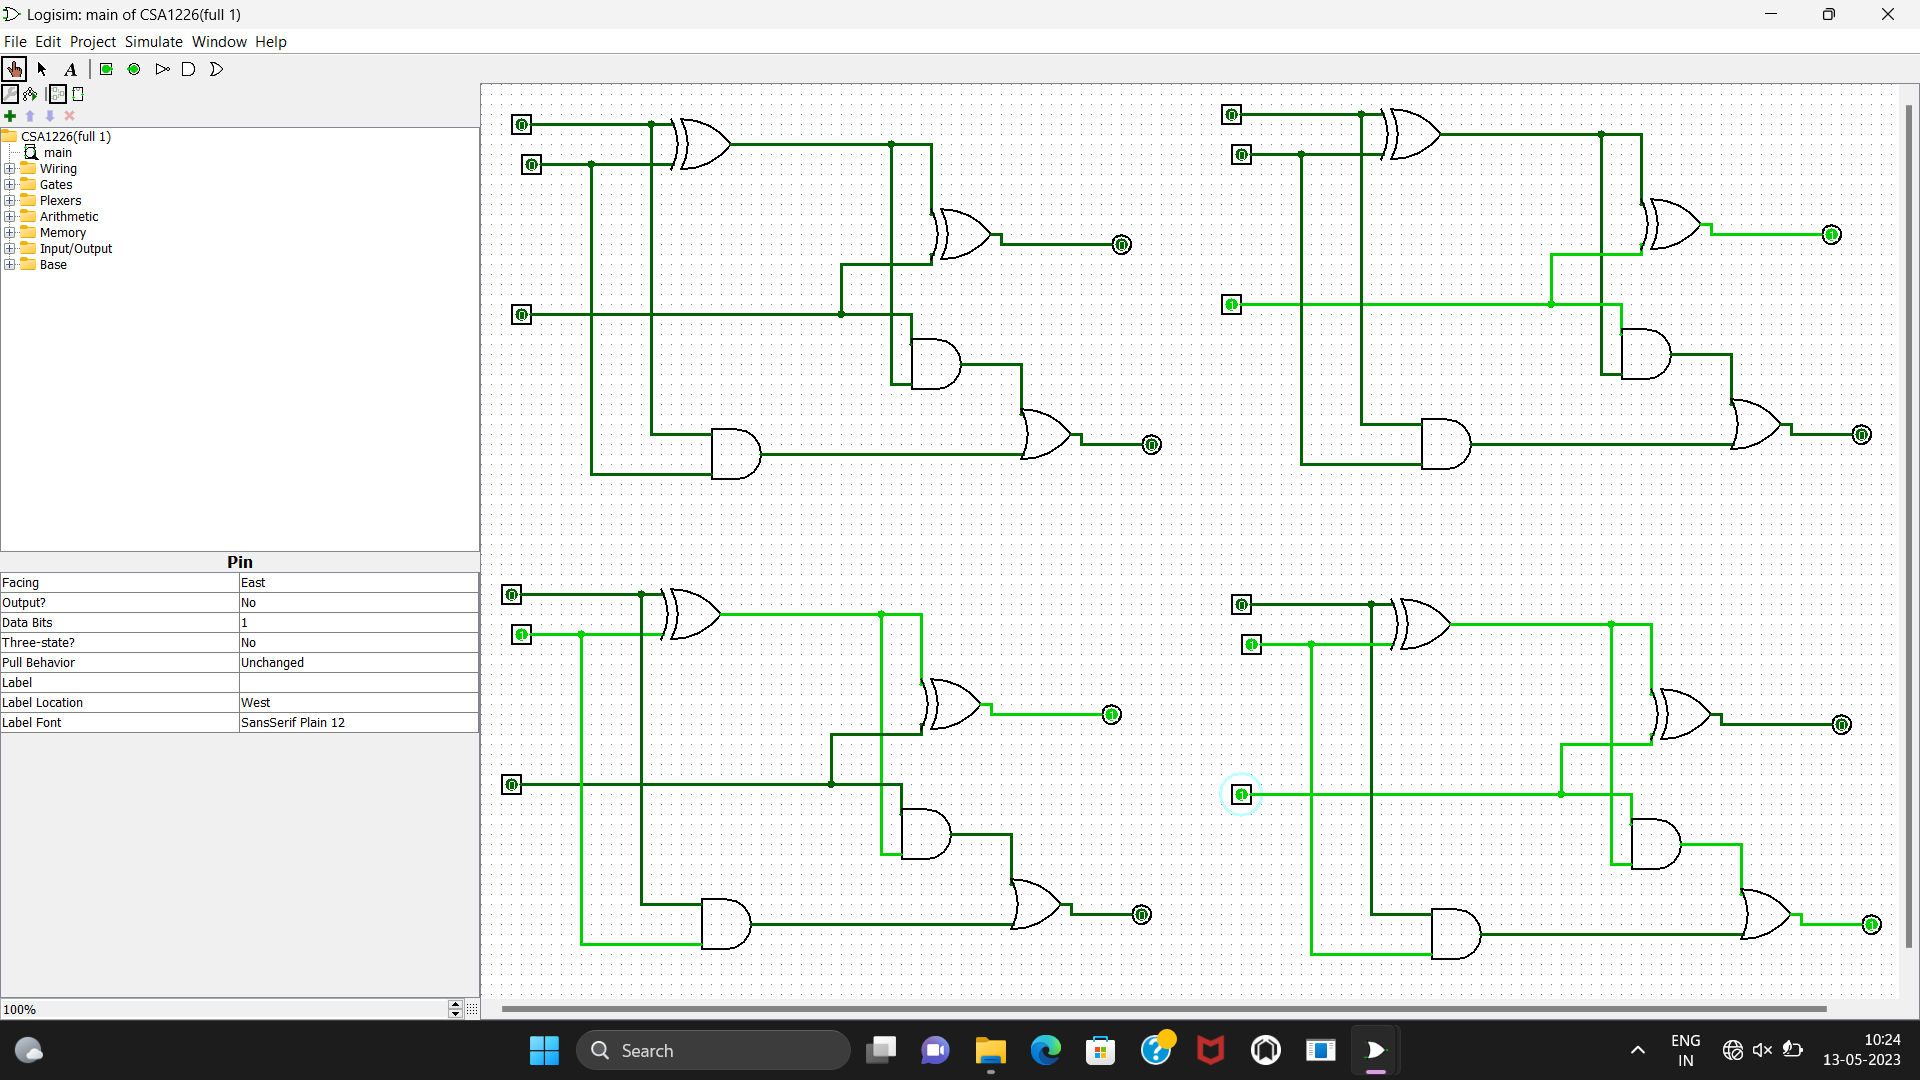 Logisim: main of CSA1226(full 1)
File Edit Project Simulate Window Help
A
CSA1226(full 1)
main
Wiring
Gates
Plexers
Arithmetic
Memory
Input/Output
Base
Pin
Facing East
Output? No
Data Bits 1
Three-state? No
Pull Behavior Unchanged
Label
Label Location West
Label Font SansSerif Plain 12
100%
0
0
0
0
0
0
0
1
1
0
0
1
0
1
0
0
1
1
0
1
Search
ENG
IN
10:24
13-05-2023